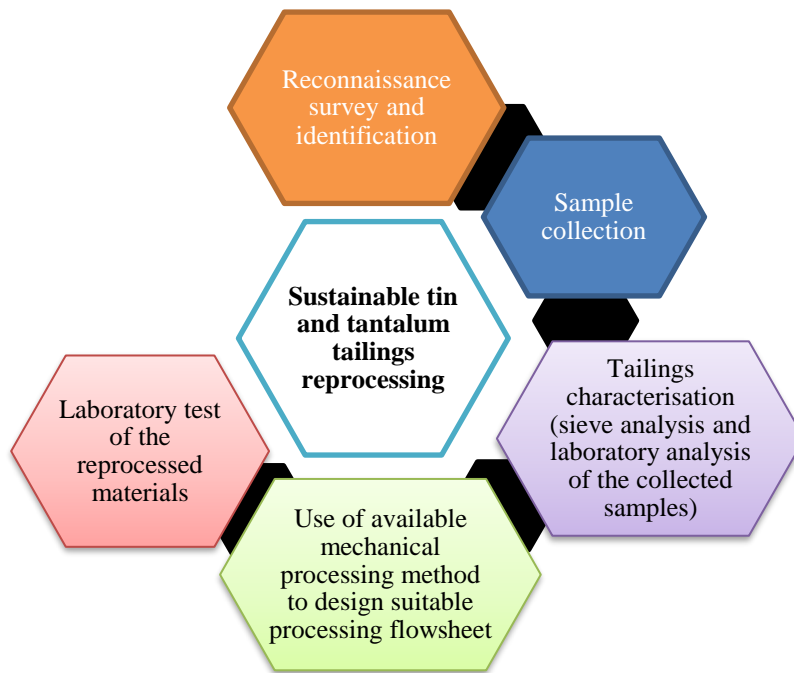 Reconnaissance
survey and
identification
Sample
collection
Sustainable tin
and tantalum
tailings
reprocessing
Tailings
characterisation
(sieve analysis and
laboratory analysis
of the collected
samples)
Laboratory test
of the
reprocessed
materials
Use of available
mechanical
processing method
to design suitable
processing flowsheet